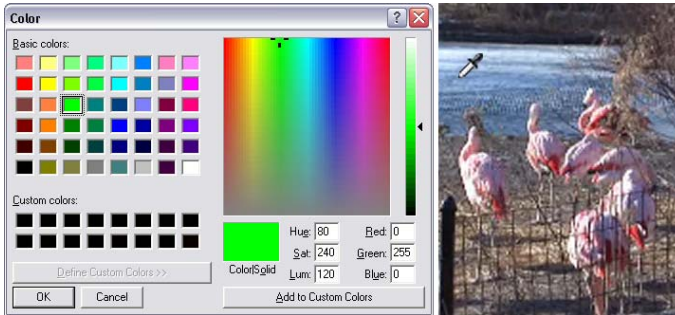 Color
Basic colors:
Custom colors:
Define Custom Colors >>
OK Cancel
Color|Solid
Hue: 80 Red: 0
Sat: 240 Green: 255
Lum: 120 Blue: 0
Add to Custom Colors